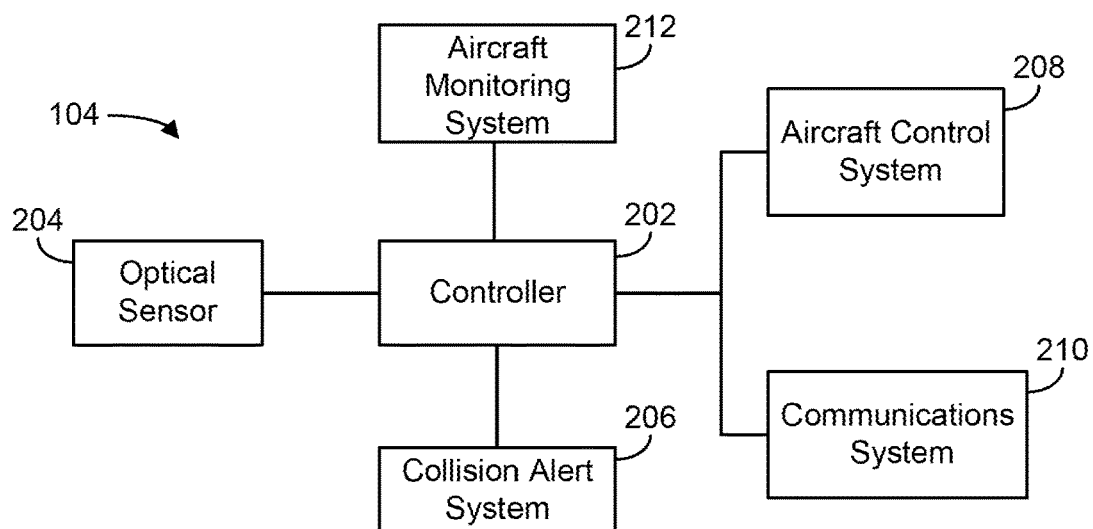 212
Aircraft
Monitoring
System
208
Aircraft Control
System
104
204
Optical
Sensor
202
Controller
210
Communications
System
206
Collision Alert
System